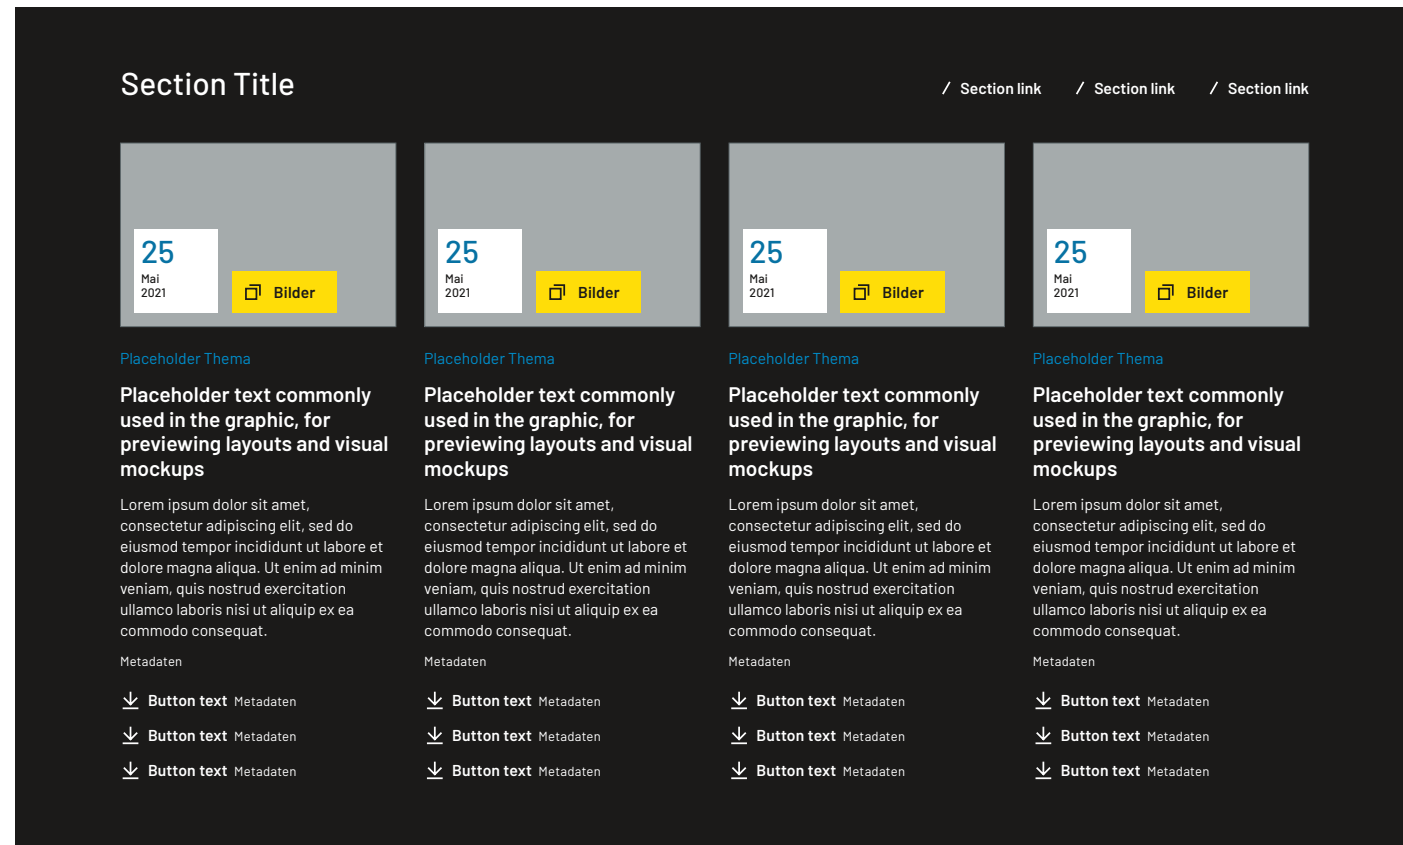 Section Title
/ Section link / Section link / Section link
25
Mai
2021
Bilder
Placeholder Thema
Placeholder text commonly
used in the graphic, for
previewing layouts and visual
mockups
Lorem ipsum dolor sit amet,
consectetur adipiscing elit, sed do
eiusmod tempor incididunt ut labore et
dolore magna aliqua. Ut enim ad minim
veniam, quis nostrud exercitation
ullamco laboris nisi ut aliquip ex ea
commodo consequat.
Metadaten
Button text Metadaten
Button text Metadaten
Button text Metadaten
25
Mai
2021
Bilder
Placeholder Thema
Placeholder text commonly
used in the graphic, for
previewing layouts and visual
mockups
Lorem ipsum dolor sit amet,
consectetur adipiscing elit, sed do
eiusmod tempor incididunt ut labore et
dolore magna aliqua. Ut enim ad minim
veniam, quis nostrud exercitation
ullamco laboris nisi ut aliquip ex ea
commodo consequat.
Metadaten
Button text Metadaten
Button text Metadaten
Button text Metadaten
25
Mai
2021
Bilder
Placeholder Thema
Placeholder text commonly
used in the graphic, for
previewing layouts and visual
mockups
Lorem ipsum dolor sit amet,
consectetur adipiscing elit, sed do
eiusmod tempor incididunt ut labore et
dolore magna aliqua. Ut enim ad minim
veniam, quis nostrud exercitation
ullamco laboris nisi ut aliquip ex ea
commodo consequat.
Metadaten
Button text Metadaten
Button text Metadaten
Button text Metadaten
25
Mai
2021
Bilder
Placeholder Thema
Placeholder text commonly
used in the graphic, for
previewing layouts and visual
mockups
Lorem ipsum dolor sit amet,
consectetur adipiscing elit, sed do
eiusmod tempor incididunt ut labore et
dolore magna aliqua. Ut enim ad minim
veniam, quis nostrud exercitation
ullamco laboris nisi ut aliquip ex ea
commodo consequat.
Metadaten
Button text Metadaten
Button text Metadaten
Button text Metadaten